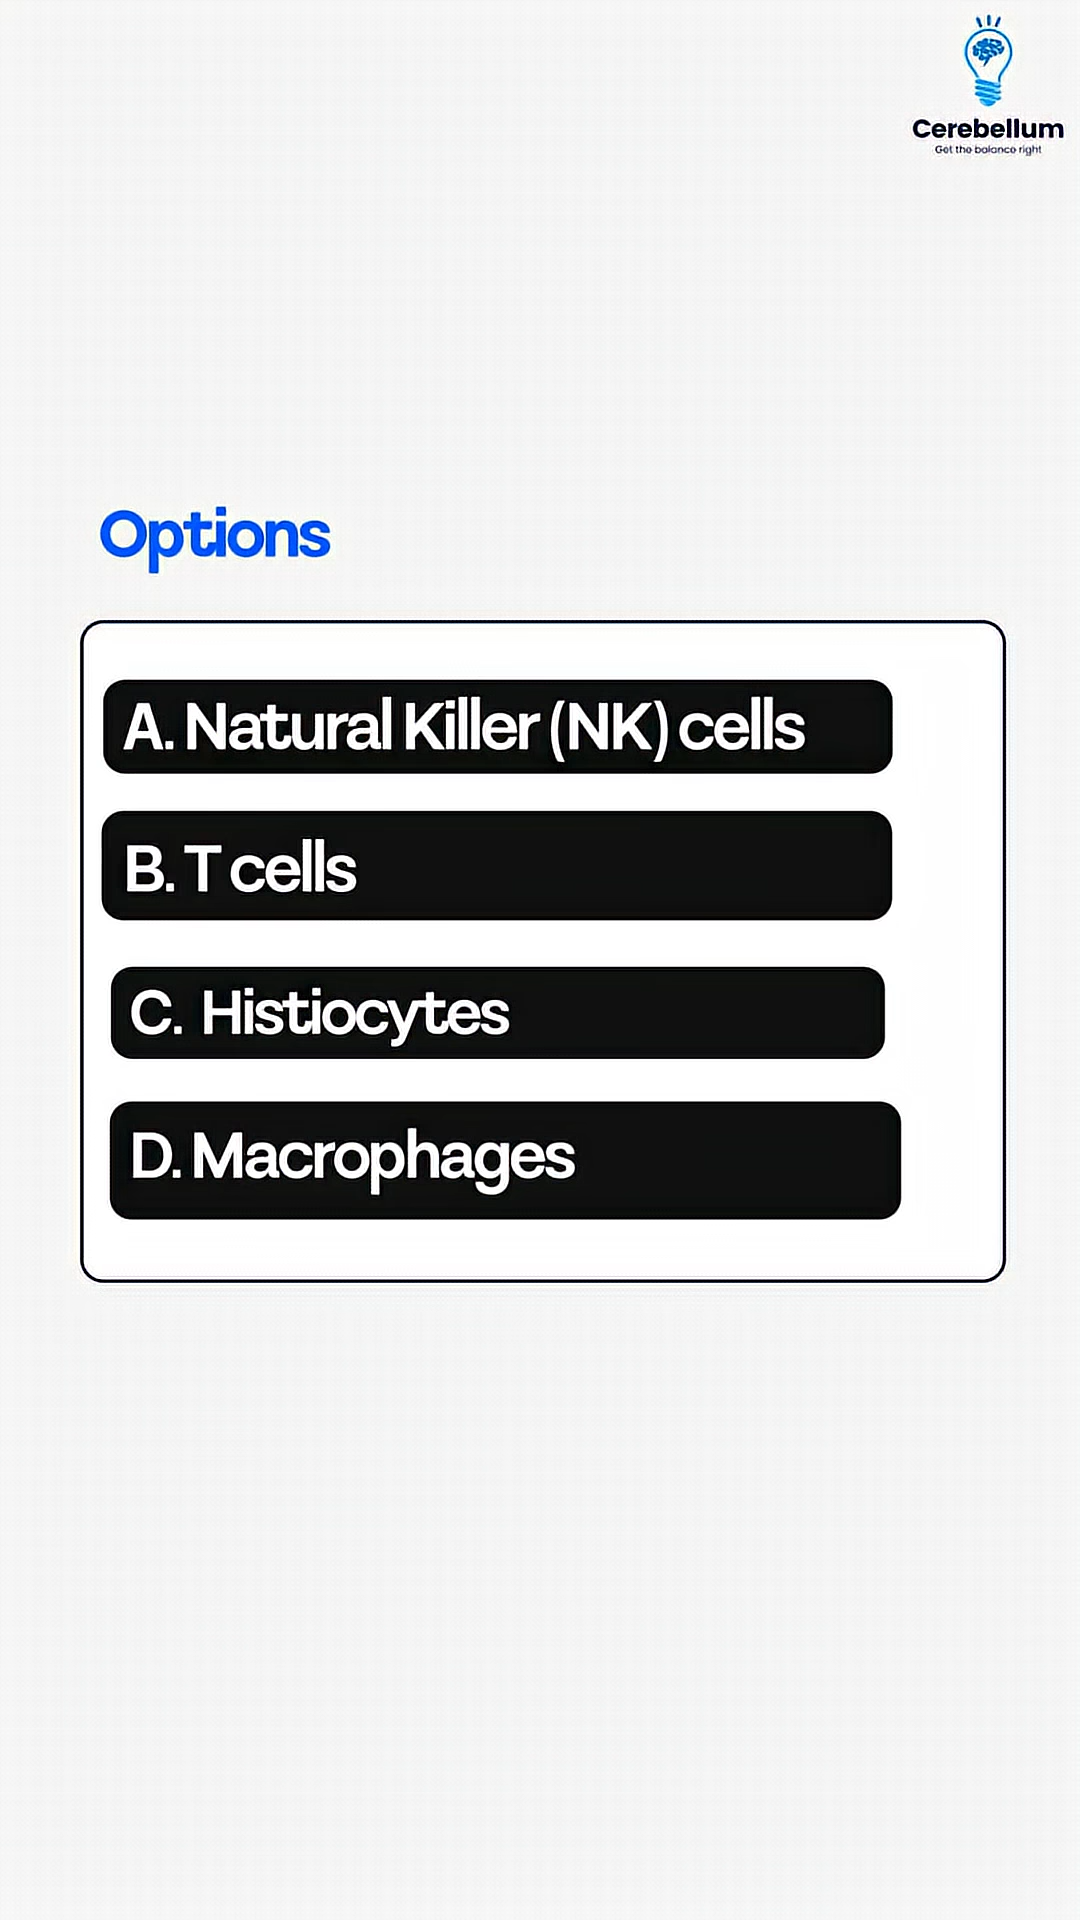 Cerebellum
Get the balance right
Options
A. Natural Killer (NK) cells
B. T cells
C. Histiocytes
D. Macrophages